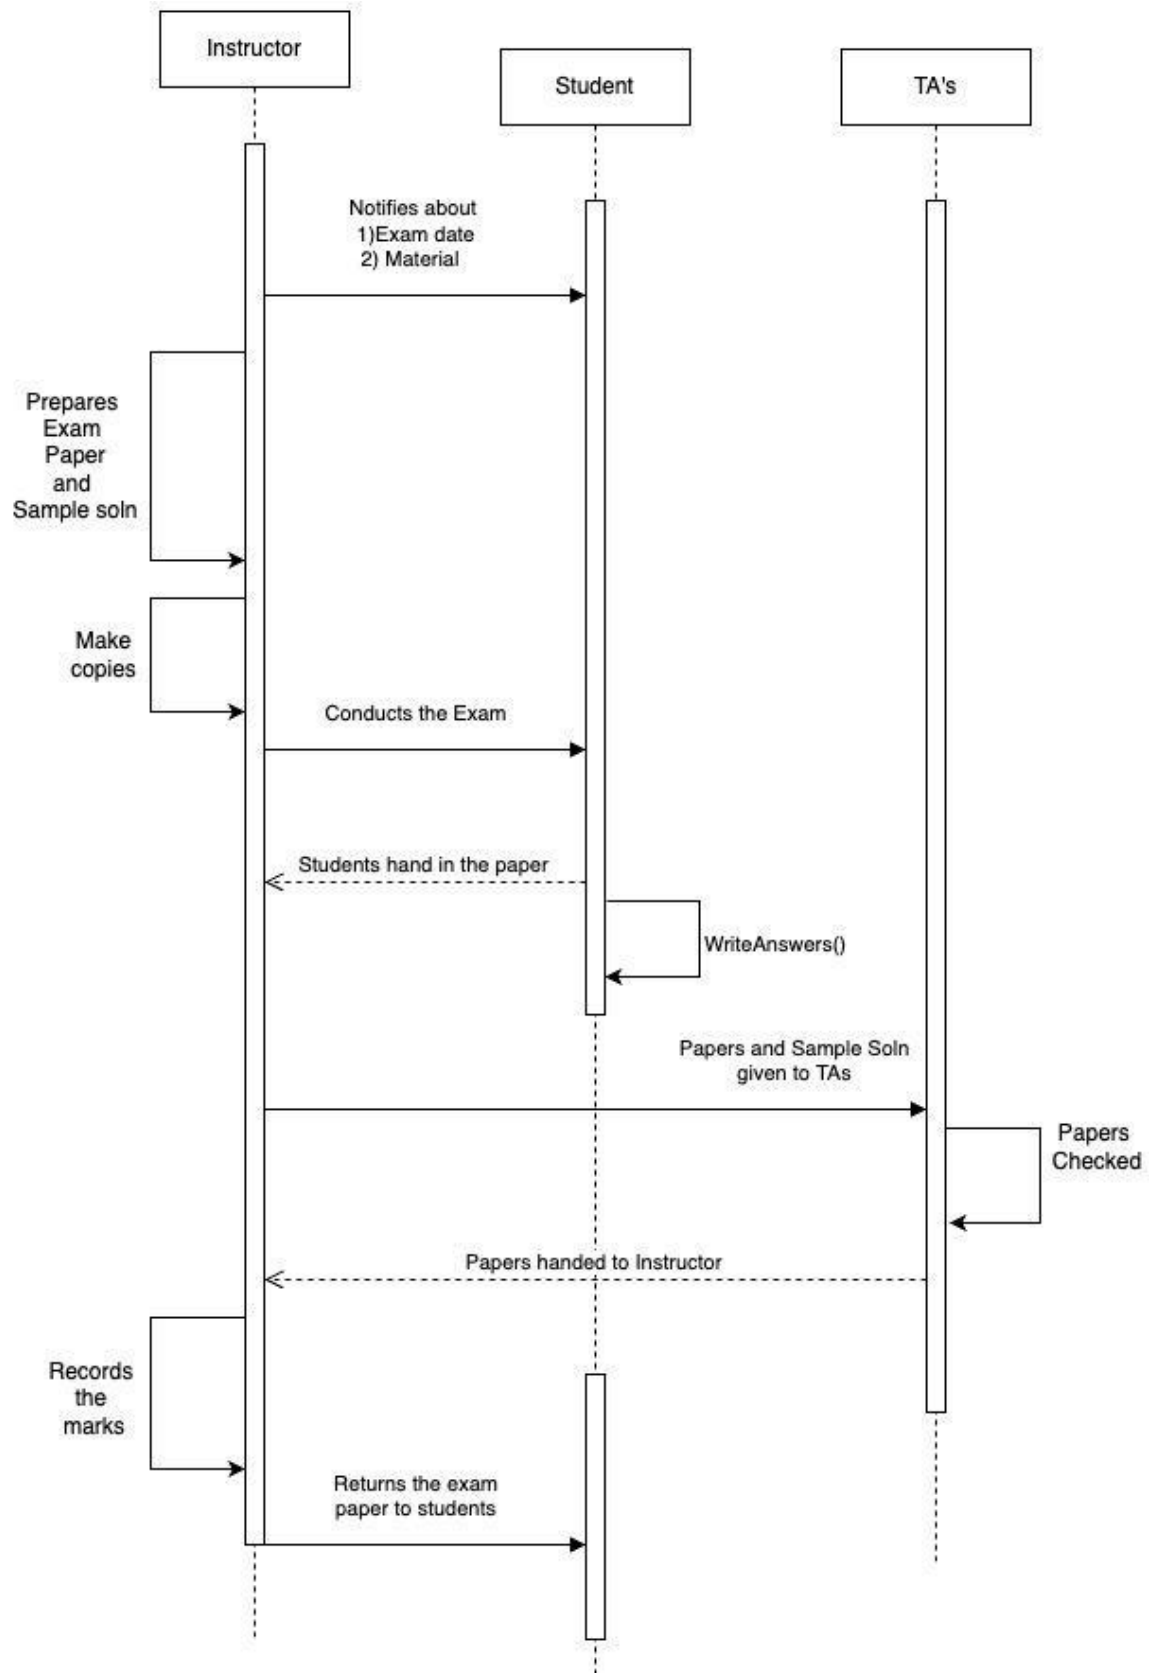 Instructor
Student
TA's
Notifies about
1)Exam date
2) Material
Prepares
Exam
Paper
and
Sample soln
Make
copies
Conducts the Exam
Students hand in the paper
WriteAnswers()
Papers and Sample Soln
given to TAs
Papers
Checked
Papers handed to Instructor
Records
the
marks
Returns the exam
paper to students